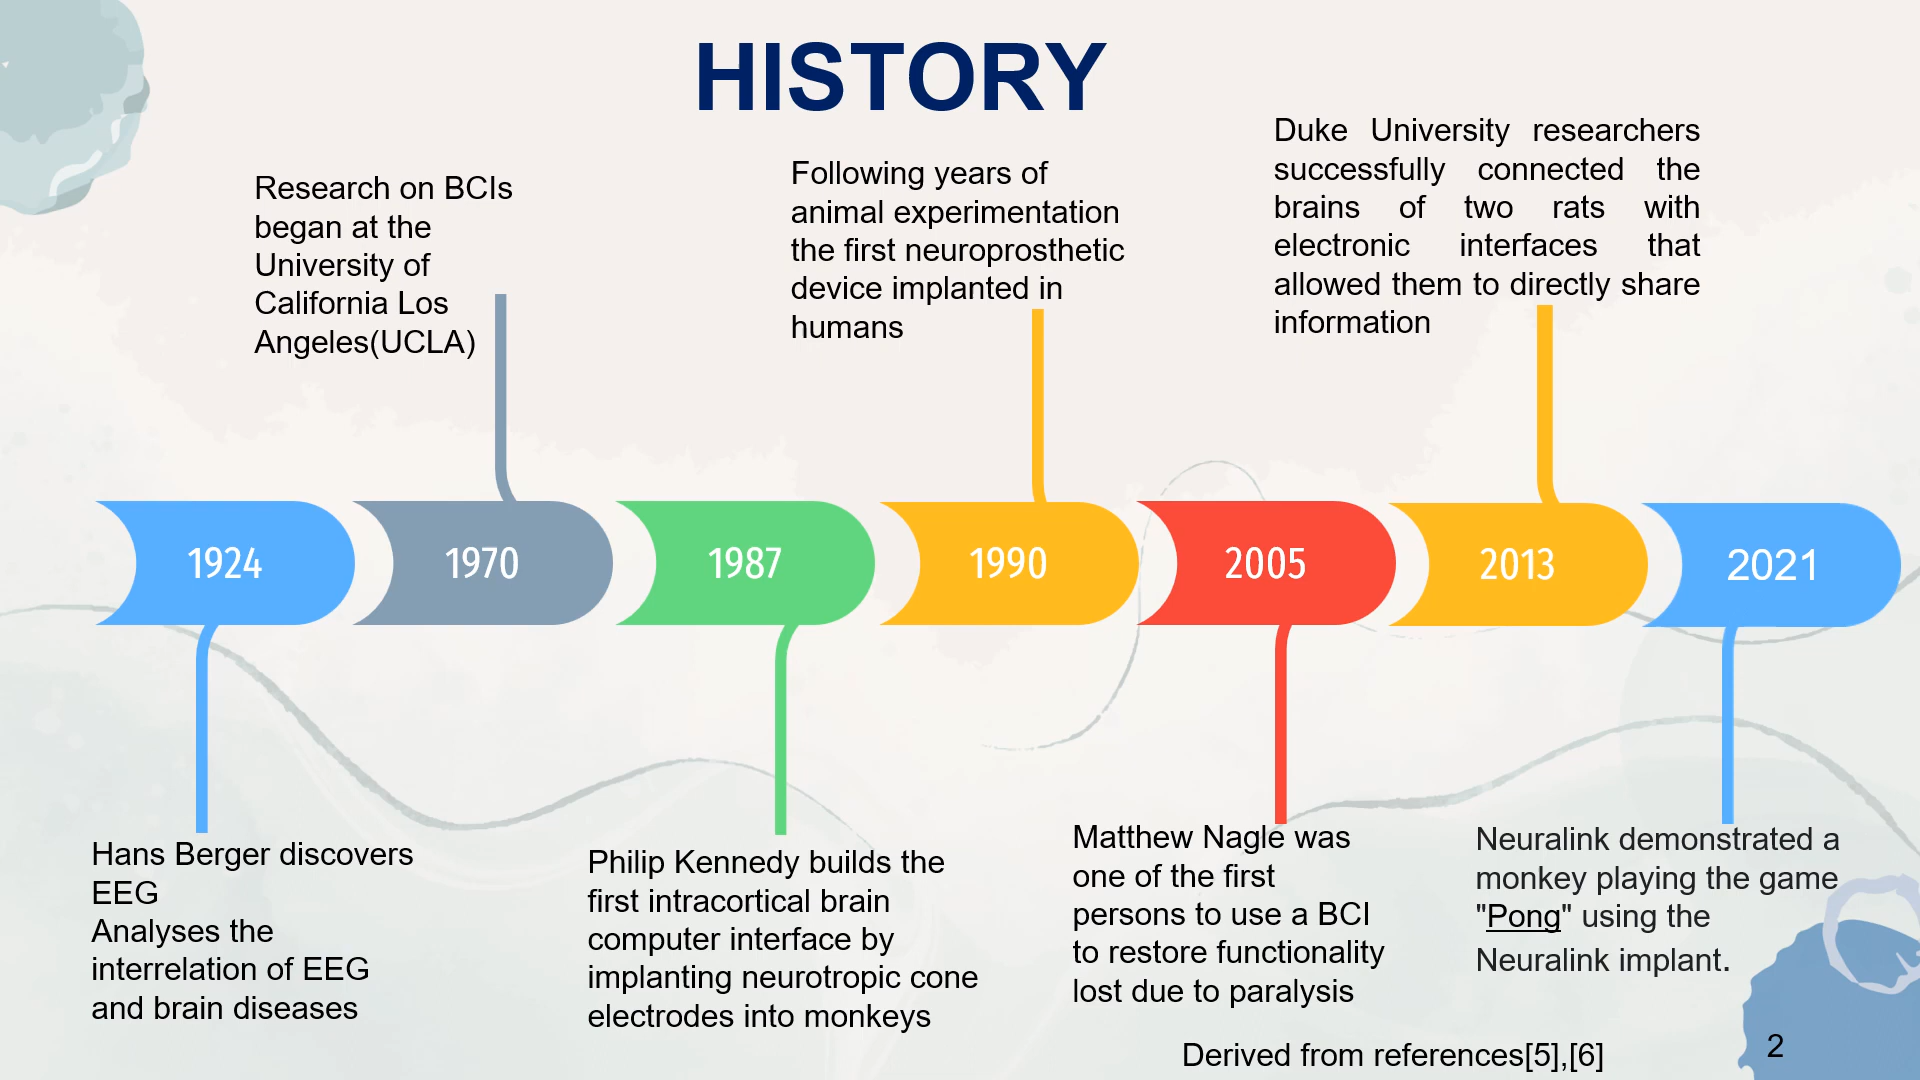 HISTORY
Research on BCIs
began at the
University of
California Los
Angeles(UCLA)
Following years of
animal experimentation
the first neuroprosthetic
device implanted in
humans
Duke University researchers
successfully connected the
brains of two rats with
electronic interfaces that
allowed them to directly share
information
1924
1970
1987
1990
2005
2013
2021
Hans Berger discovers
EEG
Analyses the
interrelation of EEG
and brain diseases
Philip Kennedy builds the
first intracortical brain
computer interface by
implanting neurotropic cone
electrodes into monkeys
Matthew Nagle was
one of the first
persons to use a BCI
to restore functionality
lost due to paralysis
Neuralink demonstrated a
monkey playing the game
"Pong" using the
Neuralink implant.
Derived from references[5],[6]
2